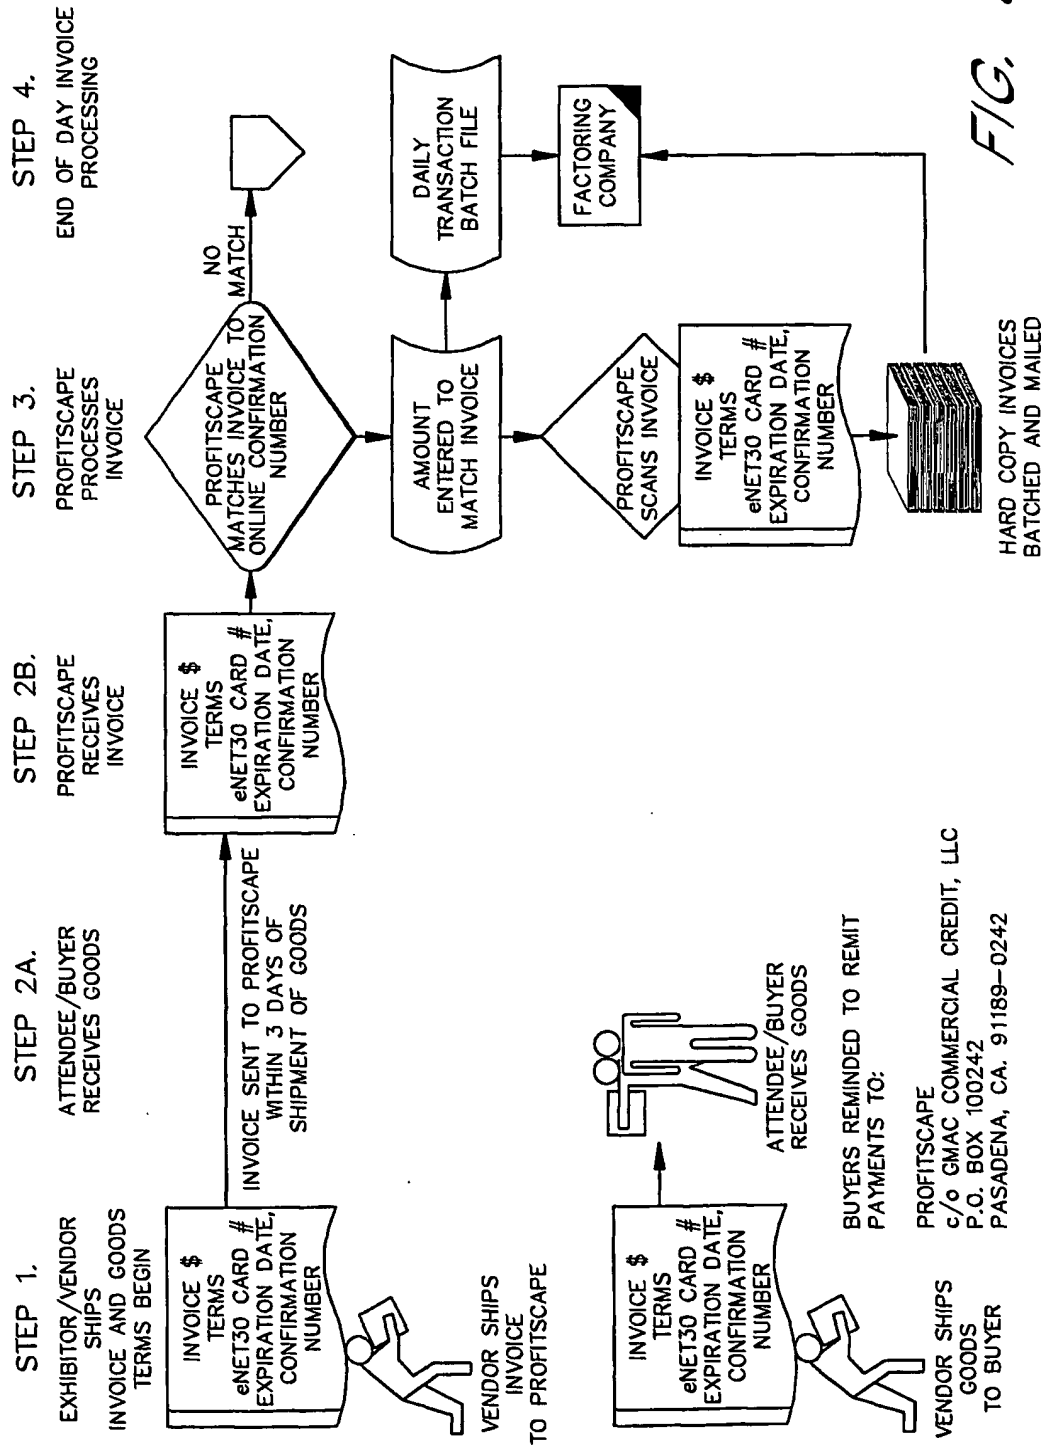 STEP 1.
EXHIBITOR/VENDOR
SHIPS
INVOICE AND GOODS
TERMS BEGIN
STEP 2A.
ATTENDEE/BUYER
RECEIVES GOODS
STEP 2B.
PROFITSCAPE
RECEIVES
INVOICE
STEP 3.
PROFITSCAPE
PROCESSES
INVOICE
STEP 4.
END OF DAY INVOICE
PROCESSING
INVOICE $
TERMS
eNET30 CARD #
EXPIRATION DATE,
CONFIRMATION
NUMBER
VENDOR SHIPS
INVOICE
TO PROFITSCAPE
INVOICE SENT TO PROFITSCAPE
WITHIN 3 DAYS OF
SHIPMENT OF GOODS
INVOICE $
TERMS
eNET30 CARD #
EXPIRATION DATE,
CONFIRMATION
NUMBER
PROFITSCAPE
MATCHES INVOICE TO
ONLINE CONFIRMATION
NUMBER
NO
MATCH
AMOUNT
ENTERED TO
MATCH INVOICE
DAILY
TRANSACTION
BATCH FILE
PROFITSCAPE
SCANS INVOICE
FACTORING
COMPANY
INVOICE $
TERMS
eNET30 CARD #
EXPIRATION DATE,
CONFIRMATION
NUMBER
HARD COPY INVOICES
BATCHED AND MAILED
INVOICE $
TERMS
eNET30 CARD #
EXPIRATION DATE,
CONFIRMATION
NUMBER
VENDOR SHIPS
GOODS
TO BUYER
ATTENDEE/BUYER
RECEIVES GOODS
BUYERS REMINDED TO REMIT
PAYMENTS TO:
PROFITSCAPE
c/o GMAC COMMERCIAL CREDIT, LLC
P.O. BOX 100242
PASADENA, CA. 91189-0242
FIG.